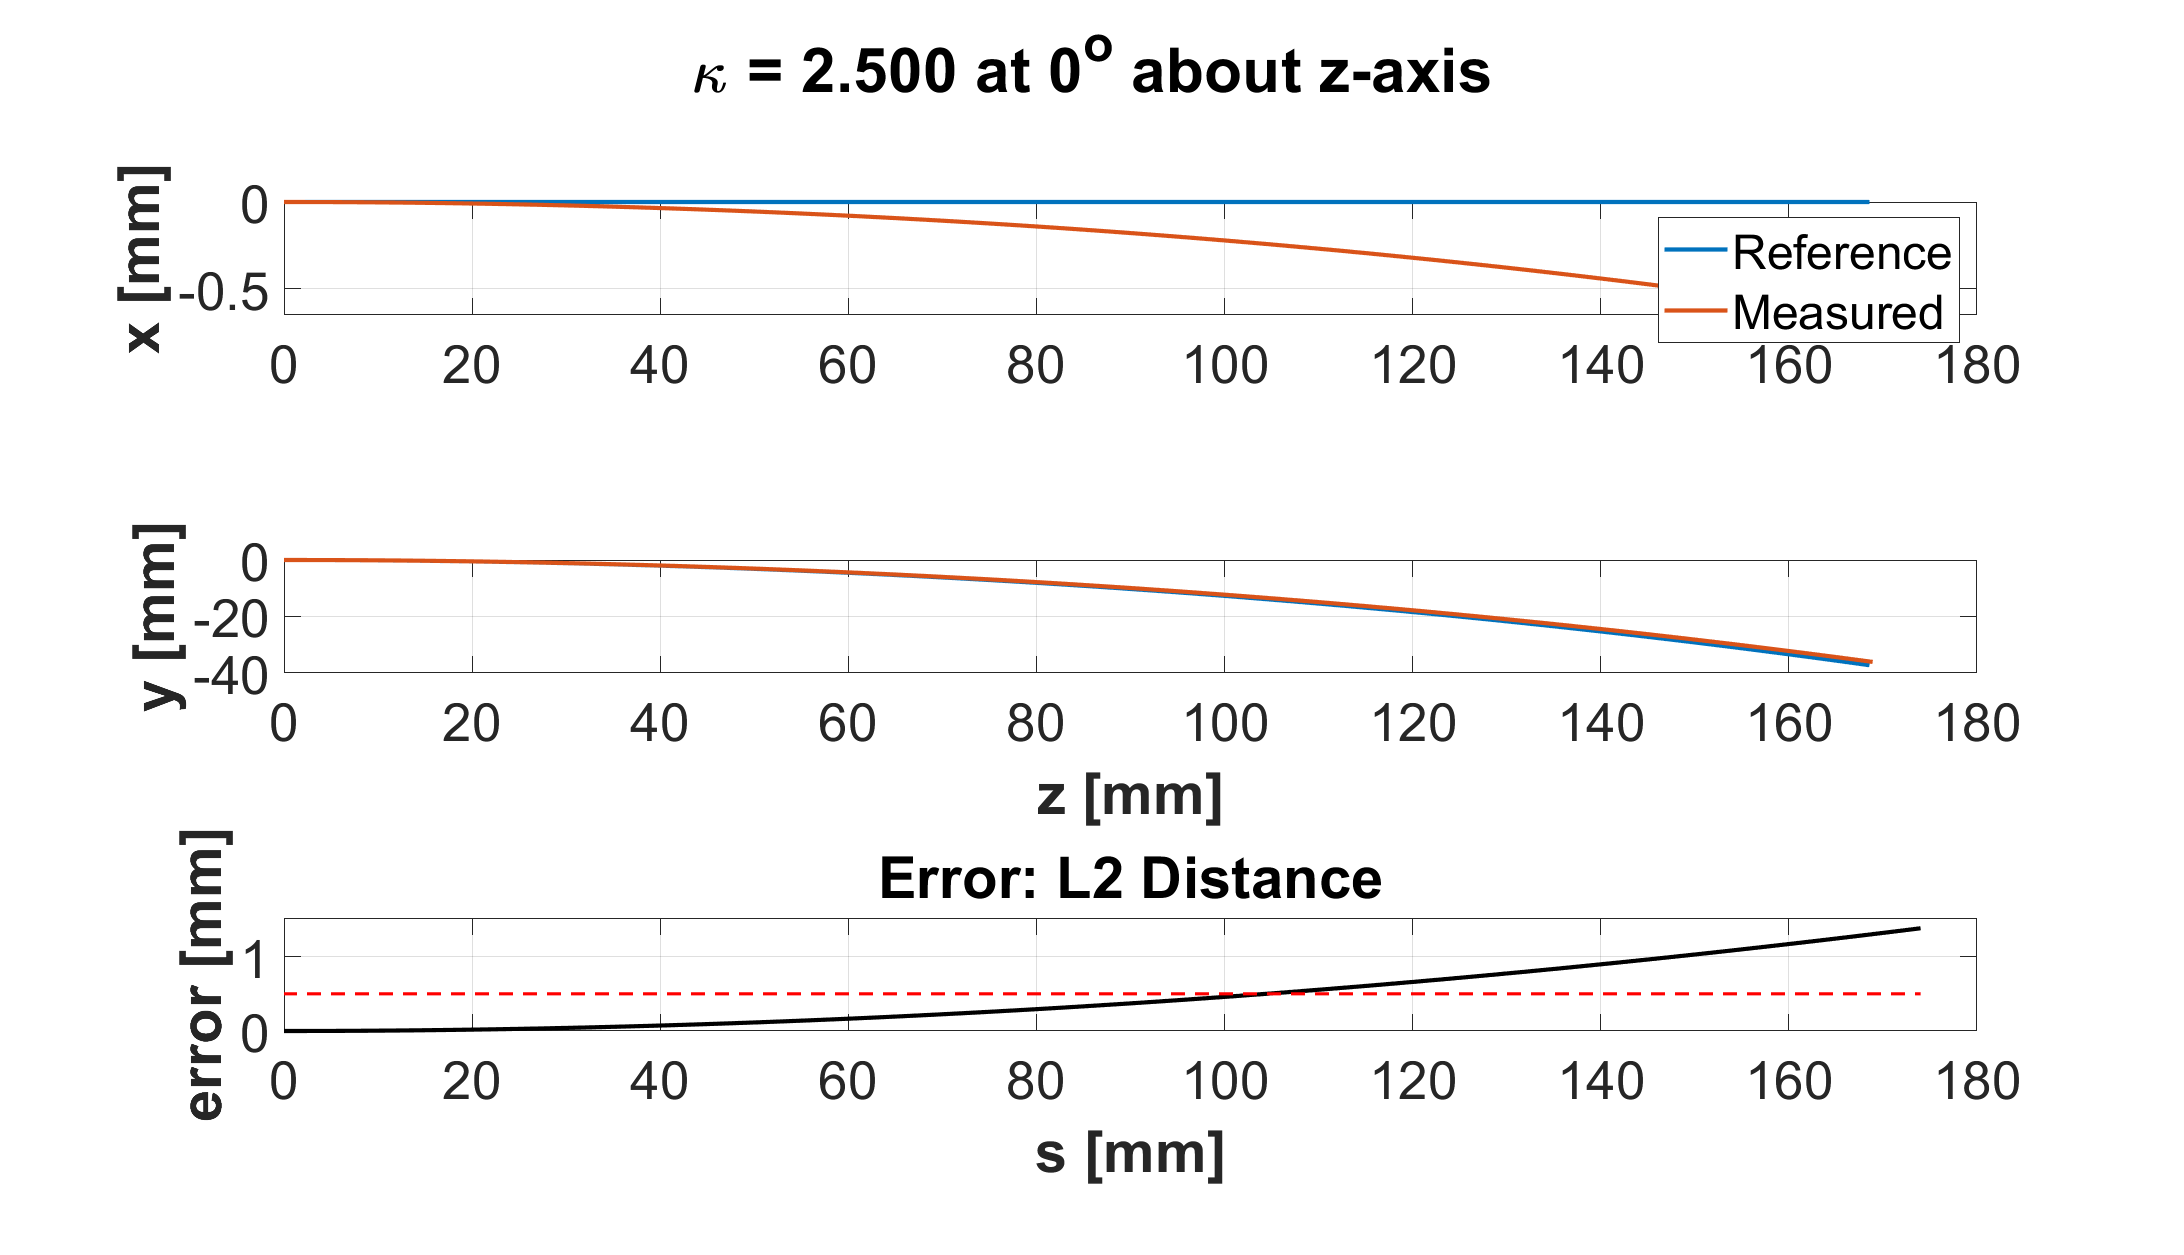 κ = 2.500 at 0° about z-axis
x [mm]
0
-0.5
Reference
Measured
0 20 40 60 80 100 120 140 160 180
y [mm]
0
-20
-40
0 20 40 60 80 100 120 140 160 180
z [mm]
Error: L2 Distance
error [mm]
1
0
0 20 40 60 80 100 120 140 160 180
s [mm]